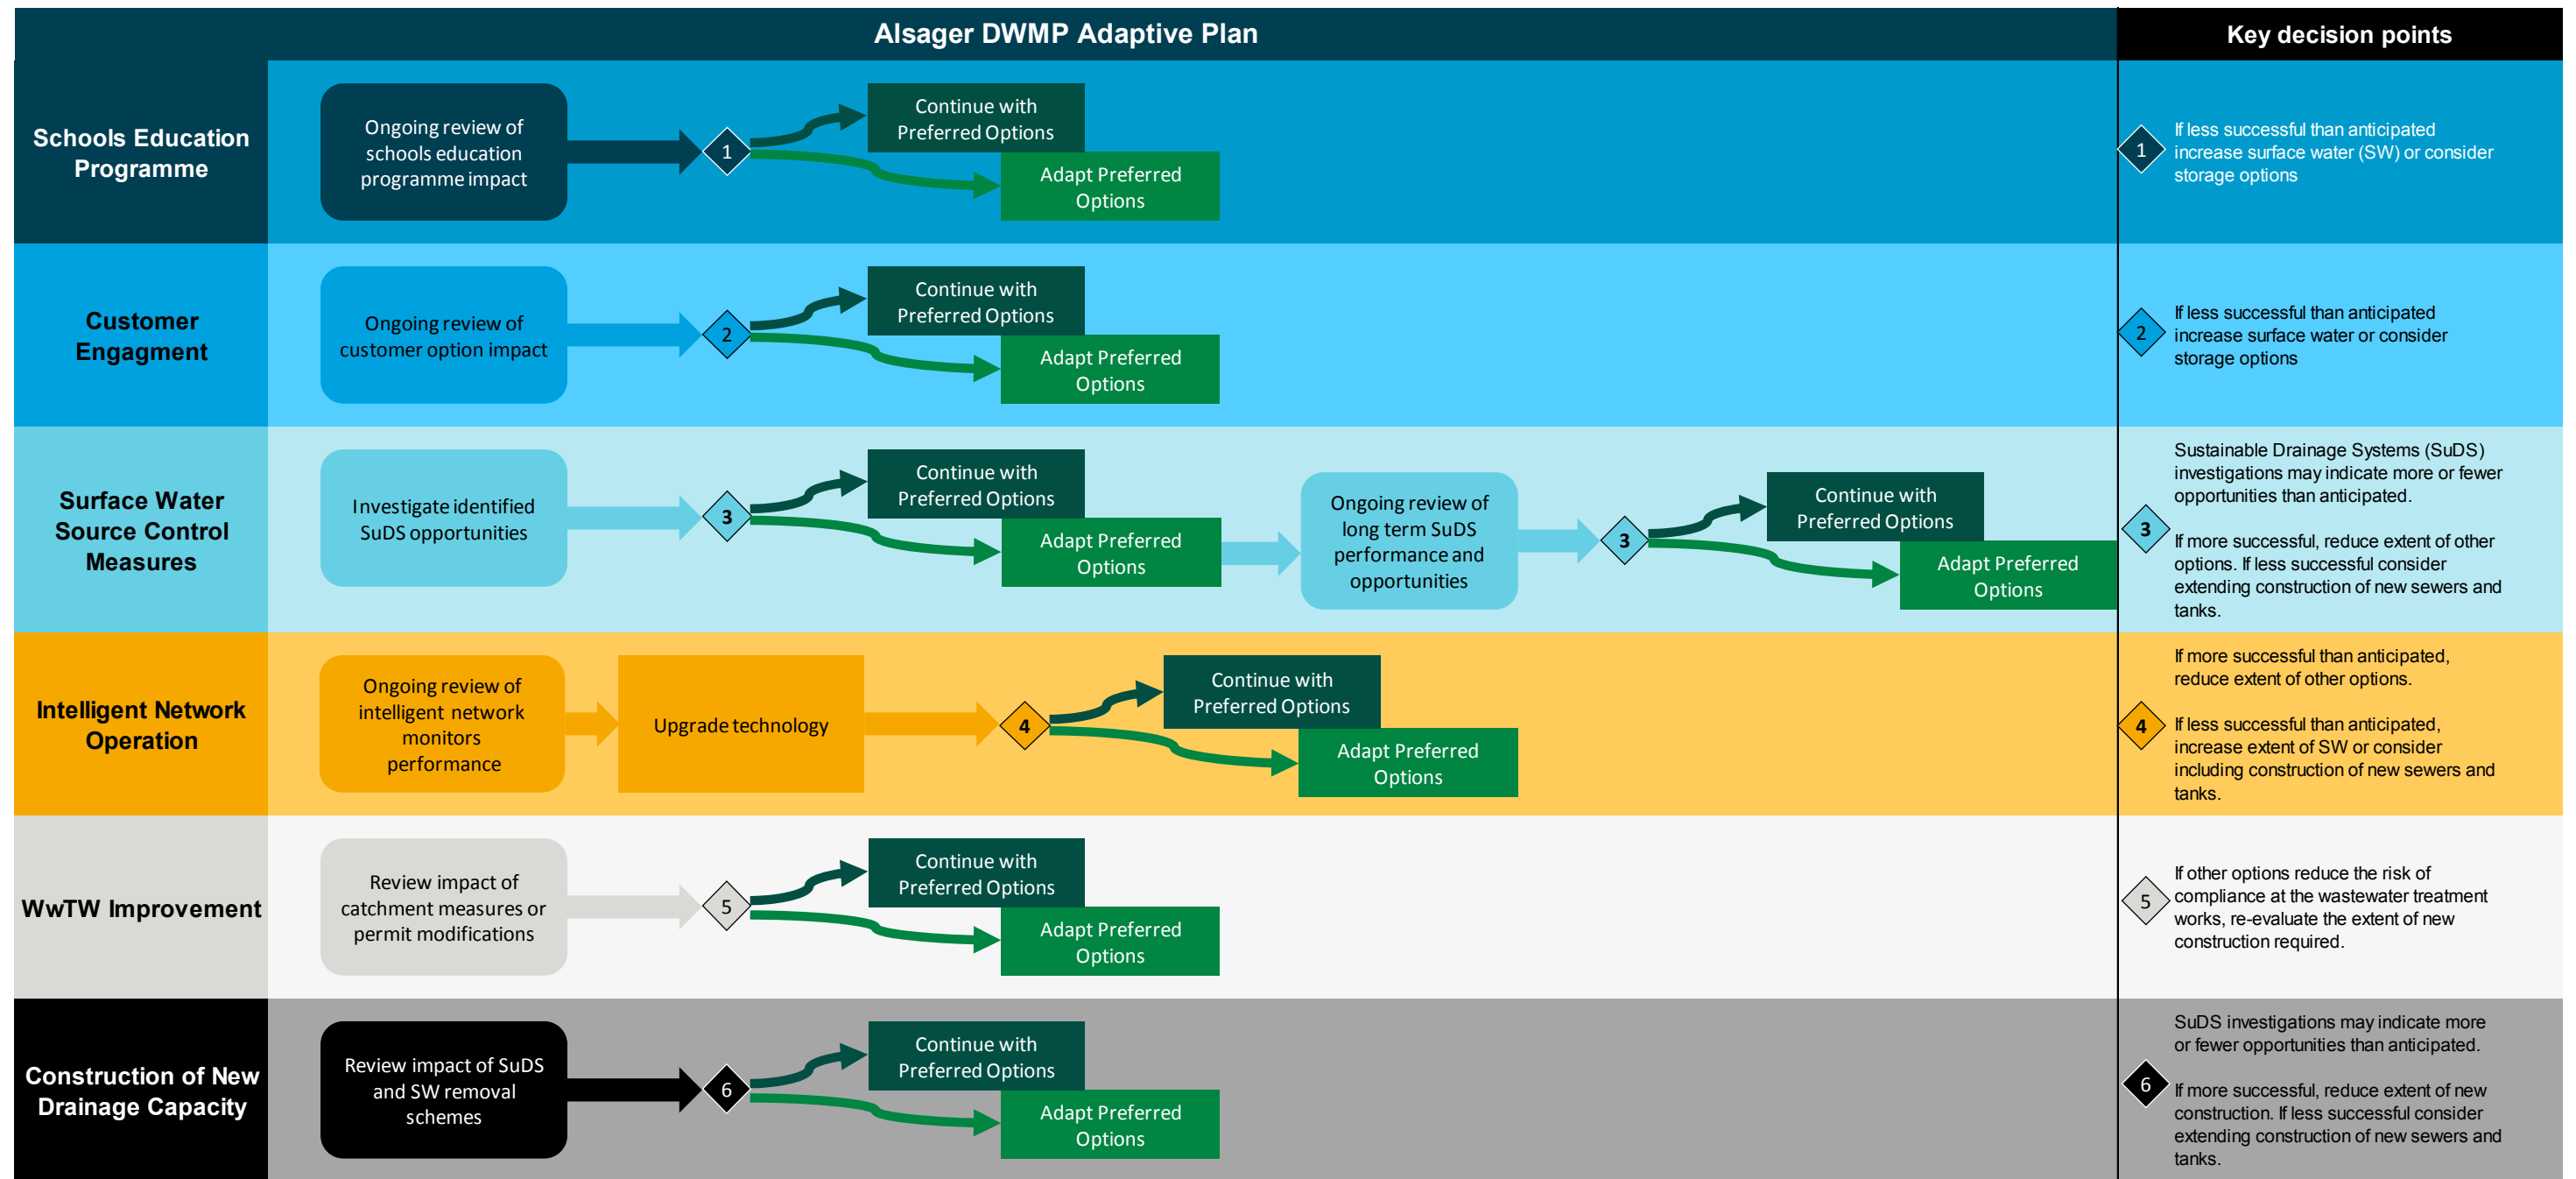 Alsager DWMP Adaptive Plan
Key decision points
Schools Education
Programme
Ongoing review of
schools education
programme impact
1
Continue with
Preferred Options
Adapt Preferred
Options
1
If less successful than anticipated
increase surface water (SW) or consider
storage options
Customer
Engagment
Ongoing review of
customer option impact
2
Continue with
Preferred Options
Adapt Preferred
Options
2
If less successful than anticipated
increase surface water or consider
storage options
Surface Water
Source Control
Measures
Investigate identified
SuDS opportunities
3
Continue with
Preferred Options
Adapt Preferred
Options
Ongoing review of
long term SuDS
performance and
opportunities
3
Continue with
Preferred Options
Adapt Preferred
Options
3
Sustainable Drainage Systems (SuDS)
investigations may indicate more or fewer
opportunities than anticipated.
If more successful, reduce extent of other
options. If less successful consider
extending construction of new sewers and
tanks.
Intelligent Network
Operation
Ongoing review of
intelligent network
monitors
performance
Upgrade technology
4
Continue with
Preferred Options
Adapt Preferred
Options
4
If more successful than anticipated,
reduce extent of other options.
If less successful than anticipated,
increase extent of SW or consider
including construction of new sewers and
tanks.
WwTW Improvement
Review impact of
catchment measures or
permit modifications
5
Continue with
Preferred Options
Adapt Preferred
Options
5
If other options reduce the risk of
compliance at the wastewater treatment
works, re-evaluate the extent of new
construction required.
Construction of New
Drainage Capacity
Review impact of SuDS
and SW removal
schemes
6
Continue with
Preferred Options
Adapt Preferred
Options
6
SuDS investigations may indicate more
or fewer opportunities than anticipated.
If more successful, reduce extent of new
construction. If less successful consider
extending construction of new sewers and
tanks.